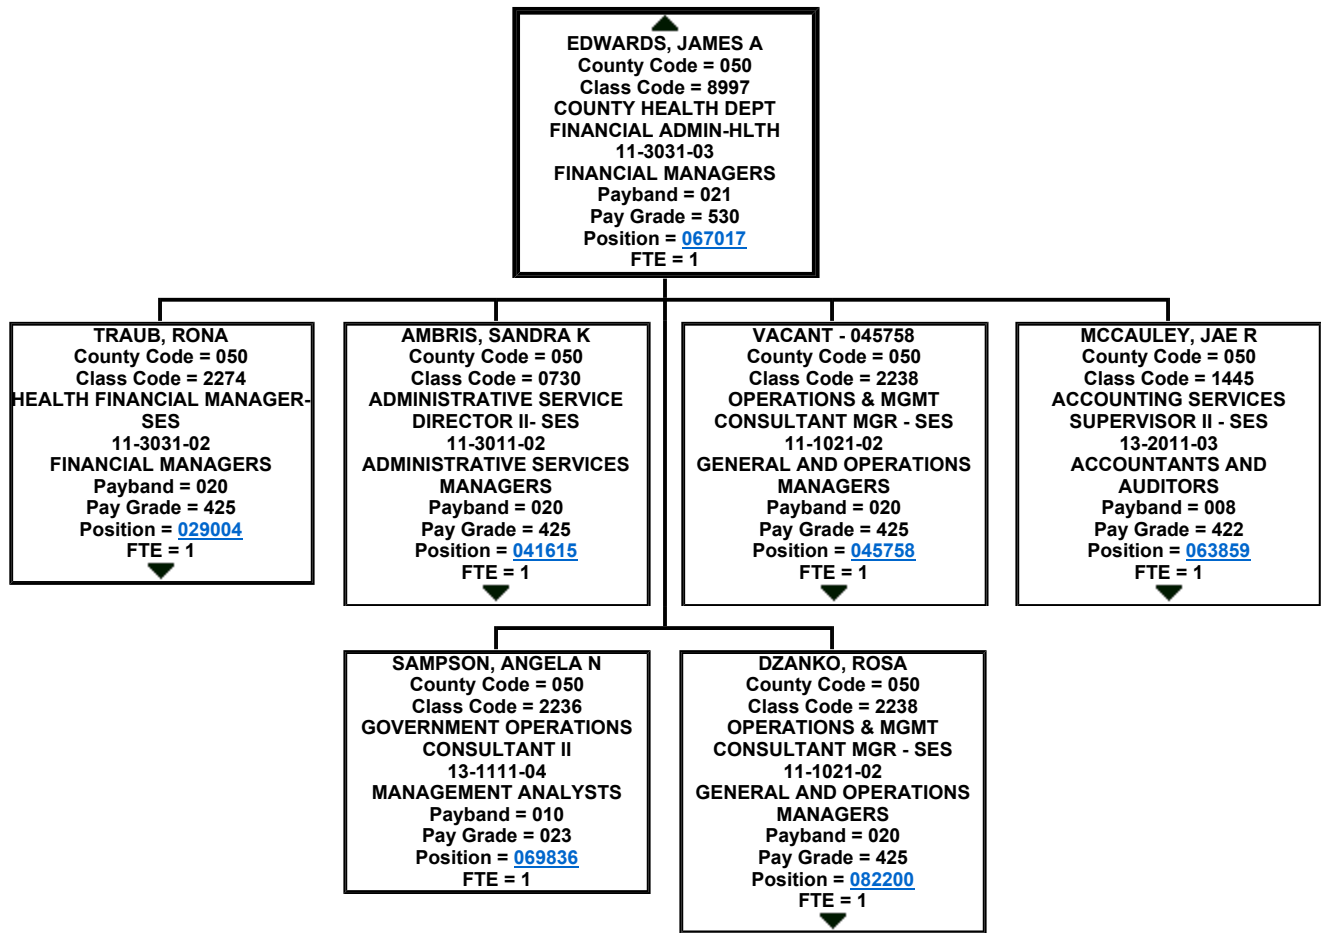 EDWARDS, JAMES A
County Code = 050
Class Code = 8997
COUNTY HEALTH DEPT
FINANCIAL ADMIN-HLTH
11-3031-03
FINANCIAL MANAGERS
Payband = 021
Pay Grade = 530
Position = 067017
FTE = 1
TRAUB, RONA
County Code = 050
Class Code = 2274
HEALTH FINANCIAL MANAGER-
SES
11-3031-02
FINANCIAL MANAGERS
Payband = 020
Pay Grade = 425
Position = 029004
FTE = 1
AMBRIS, SANDRA K
County Code = 050
Class Code = 0730
ADMINISTRATIVE SERVICE
DIRECTOR II- SES
11-3011-02
ADMINISTRATIVE SERVICES
MANAGERS
Payband = 020
Pay Grade = 425
Position = 041615
FTE = 1
VACANT - 045758
County Code = 050
Class Code = 2238
OPERATIONS & MGMT
CONSULTANT MGR - SES
11-1021-02
GENERAL AND OPERATIONS
MANAGERS
Payband = 020
Pay Grade = 425
Position = 045758
FTE = 1
MCCAULEY, JAE R
County Code = 050
Class Code = 1445
ACCOUNTING SERVICES
SUPERVISOR II - SES
13-2011-03
ACCOUNTANTS AND
AUDITORS
Payband = 008
Pay Grade = 422
Position = 063859
FTE = 1
SAMPSON, ANGELA N
County Code = 050
Class Code = 2236
GOVERNMENT OPERATIONS
CONSULTANT II
13-1111-04
MANAGEMENT ANALYSTS
Payband = 010
Pay Grade = 023
Position = 069836
FTE = 1
DZANKO, ROSA
County Code = 050
Class Code = 2238
OPERATIONS & MGMT
CONSULTANT MGR - SES
11-1021-02
GENERAL AND OPERATIONS
MANAGERS
Payband = 020
Pay Grade = 425
Position = 082200
FTE = 1